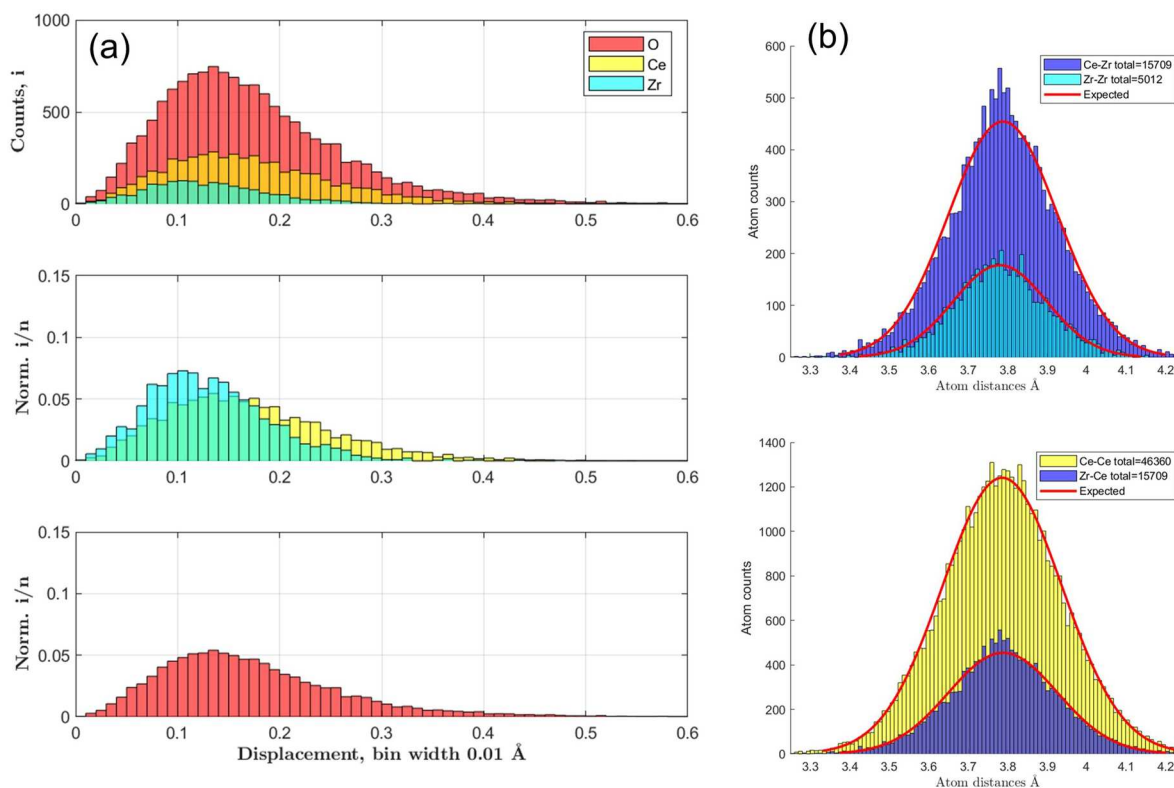 (a)
1000
500
0
Counts, i
O
Ce
Zr
0 0.1 0.2 0.3 0.4 0.5 0.6
0.15
0.1
0.05
0
Norm. i/n
0 0.1 0.2 0.3 0.4 0.5 0.6
0.15
0.1
0.05
0
Norm. i/n
0 0.1 0.2 0.3 0.4 0.5 0.6
Displacement, bin width 0.01 Å
(b)
600
500
400
300
200
100
0
Atom counts
Ce-Zr total=15709
Zr-Zr total=5012
Expected
3.3 3.4 3.5 3.6 3.7 3.8 3.9 4 4.1 4.2
Atom distances Å
1400
1200
1000
800
600
400
200
0
Atom counts
Ce-Ce total=46360
Zr-Ce total=15709
Expected
3.3 3.4 3.5 3.6 3.7 3.8 3.9 4 4.1 4.2
Atom distances Å